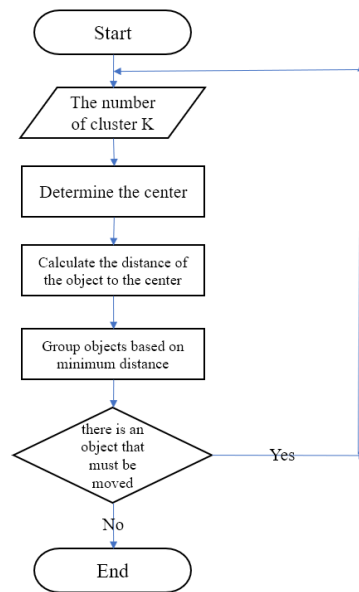 Start
The number
of cluster K
Determine the center
Calculate the distance of
the object to the center
Group objects based on
minimum distance
there is an
object that
must be
moved
Yes
No
End